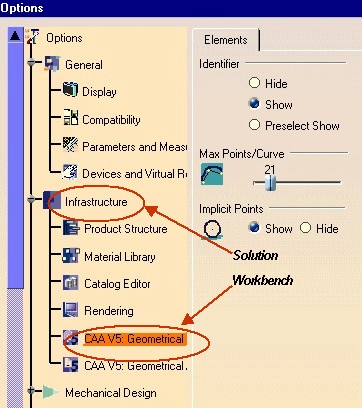 Options
Options
General
Display
Compatibility
Parameters and Measu
Devices and Virtual Re
Infrastructure
Product Structure
Material Library
Catalog Editor
Rendering
CAA V5: Geometrical
CAA V5: Geometrical
Mechanical Design
Elements
Identifier
Hide
Show
Preselect Show
Max Points/Curve
21
Implicit Points
Show Hide
Solution
Workbench